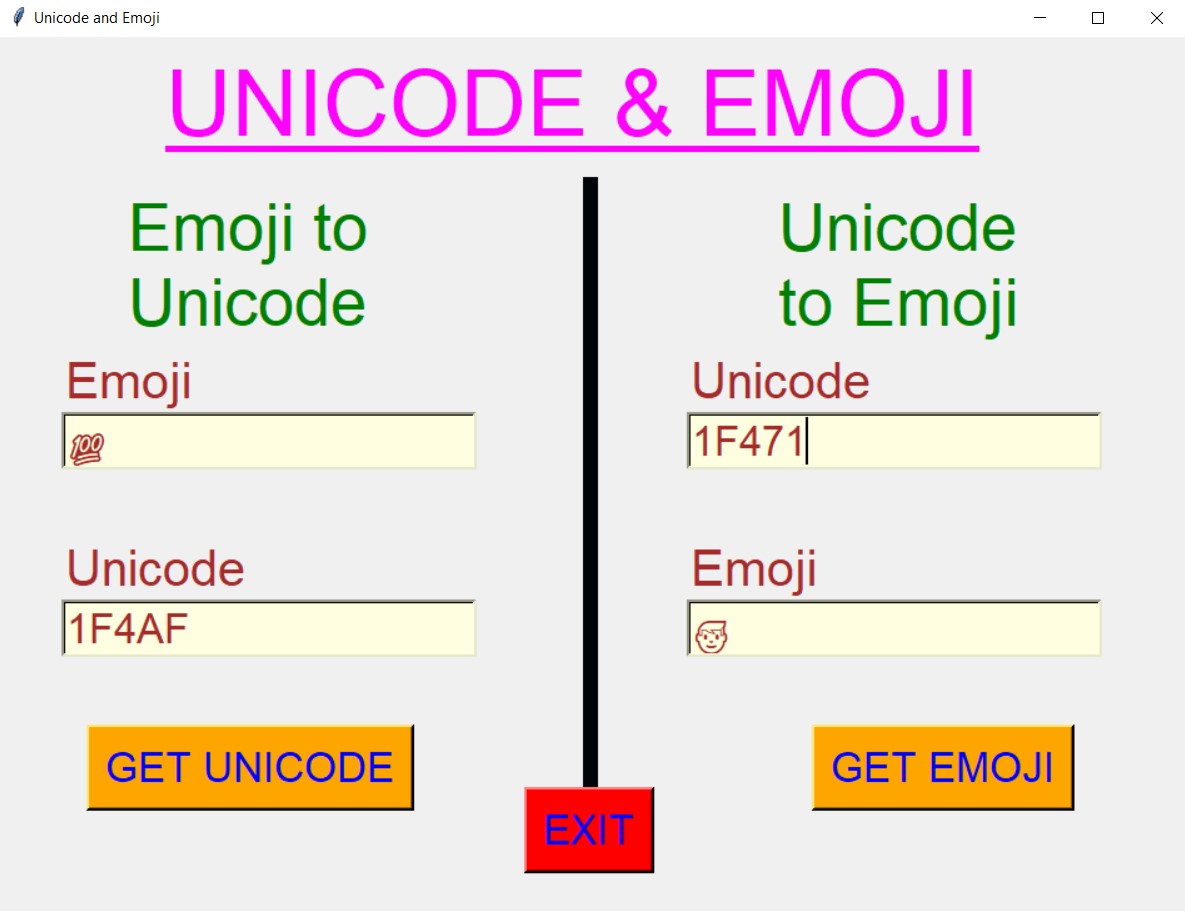 Unicode and Emoji
UNICODE & EMOJI
Emoji to
Unicode
Emoji
💯
Unicode
1F4AF
GET UNICODE
Unicode
to Emoji
Unicode
1F471
Emoji
👱
GET EMOJI
EXIT